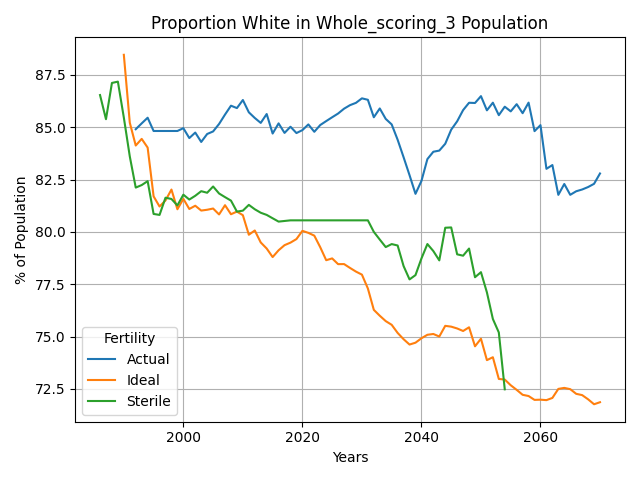 Proportion White in Whole_scoring_3 Population
% of Population
87.5
85.0
82.5
80.0
77.5
75.0
72.5
Fertility
Actual
Ideal
Sterile
2000
2020
2040
2060
Years